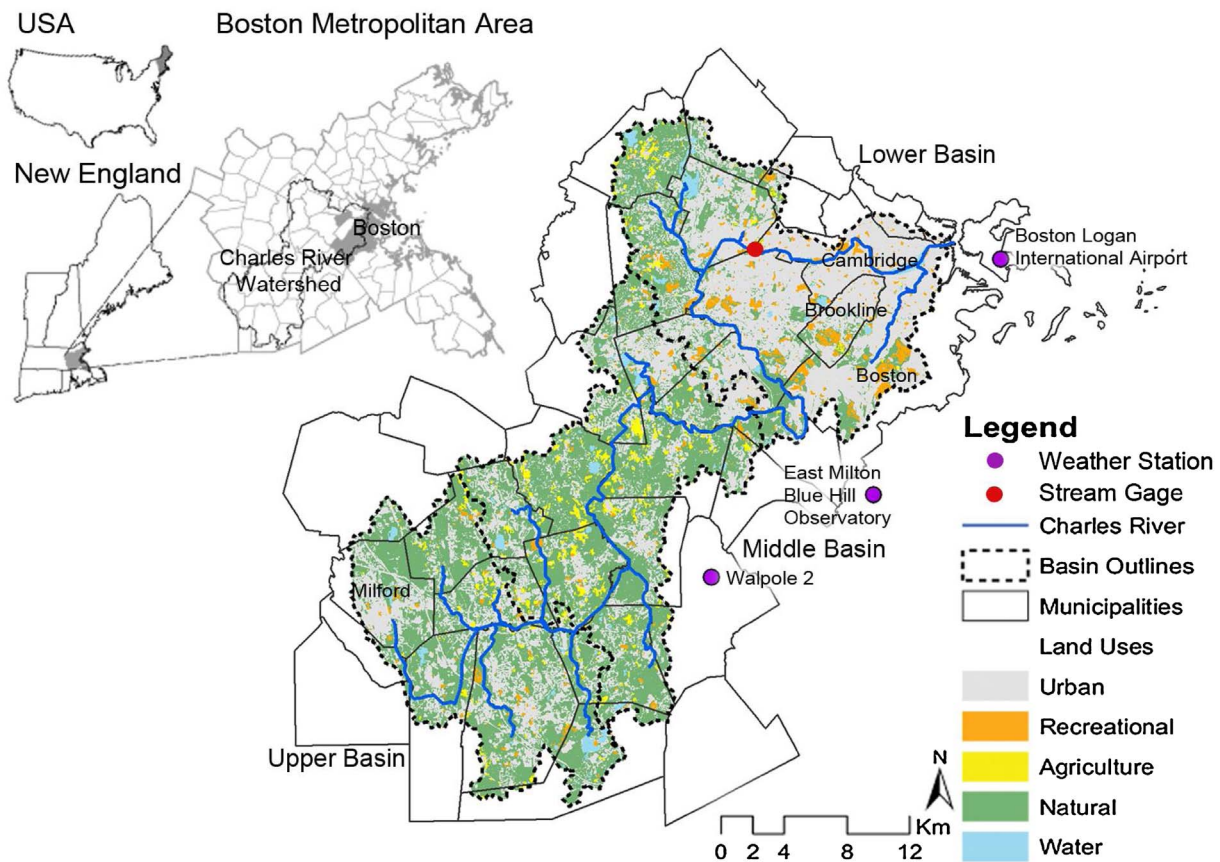 USA
Boston Metropolitan Area
New England
Boston
Charles River
Watershed
Lower Basin
Boston Logan
International Airport
Cambridge
Brookline
Boston
East Milton
Blue Hill
Observatory
Middle Basin
Walpole 2
Milford
Upper Basin
Legend
Weather Station
Stream Gage
Charles River
Basin Outlines
Municipalities
Land Uses
Urban
Recreational
Agriculture
Natural
Water
N
Km
0 2 4 8 12